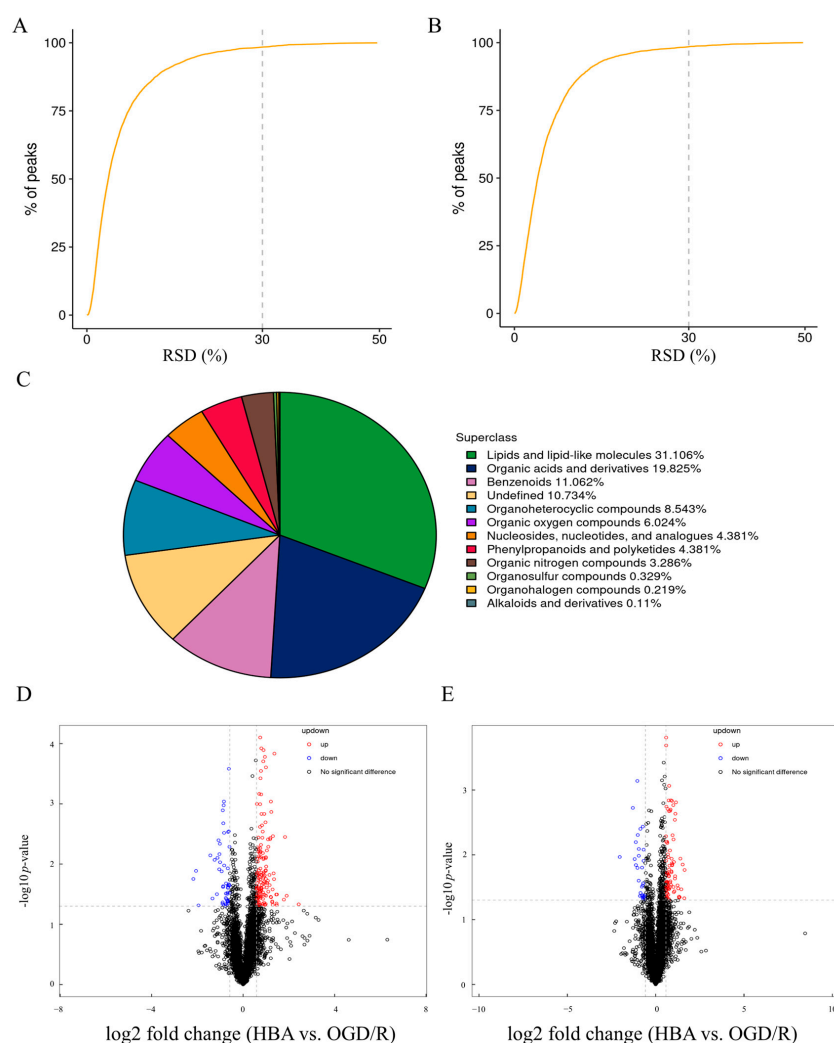 A
100
75
50
25
0
% of peaks
0
30
50
RSD (%)
B
100
75
50
25
0
% of peaks
0
30
50
RSD (%)
C
Superclass
Lipids and lipid-like molecules 31.106%
Organic acids and derivatives 19.825%
Benzenoids 11.062%
Undefined 10.734%
Organoheterocyclic compounds 8.543%
Organic oxygen compounds 6.024%
Nucleosides, nucleotides, and analogues 4.381%
Phenylpropanoids and polyketides 4.381%
Organic nitrogen compounds 3.286%
Organosulfur compounds 0.329%
Organohalogen compounds 0.219%
Alkaloids and derivatives 0.11%
D
updown
up
down
No significant difference
4
3
2
1
0
-log10 p-value
-8
-4
0
4
8
log2 fold change (HBA vs. OGD/R)
E
updown
up
down
No significant difference
3
2
1
0
-log10 p-value
-10
-5
0
5
10
log2 fold change (HBA vs. OGD/R)